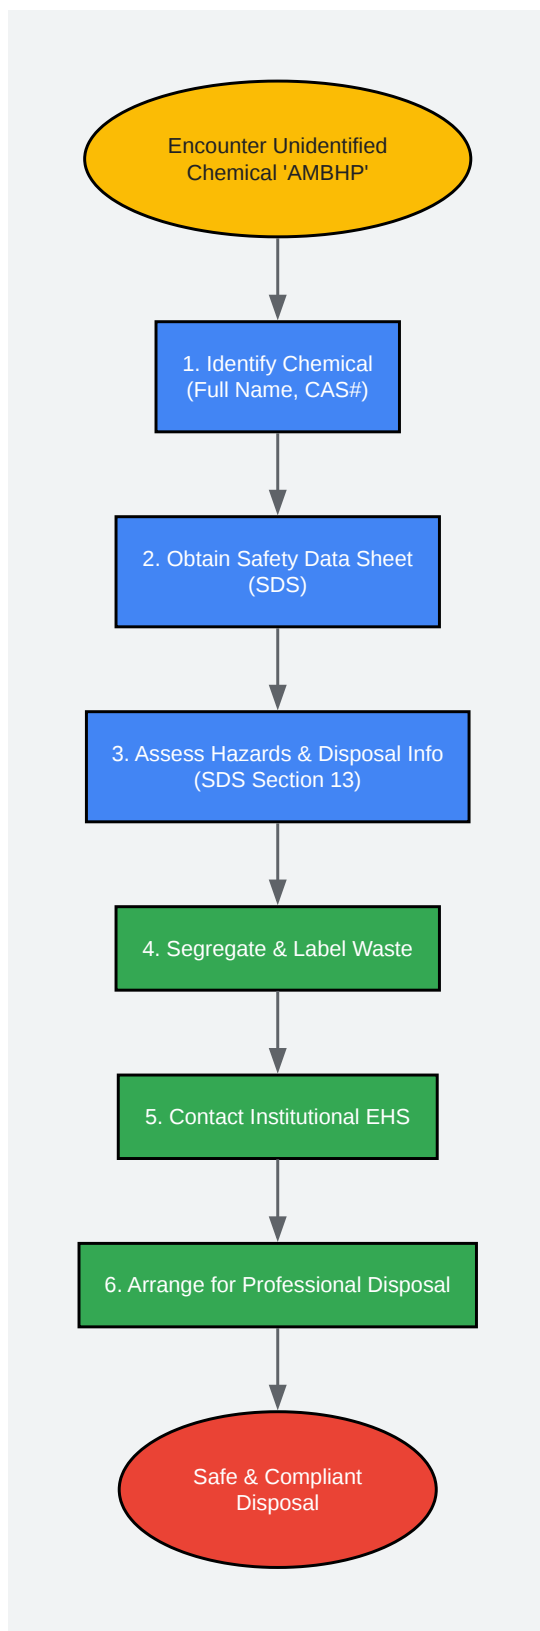 Encounter Unidentified
Chemical 'AMBHP'
1. Identify Chemical
(Full Name, CAS#)
2. Obtain Safety Data Sheet
(SDS)
3. Assess Hazards & Disposal Info
(SDS Section 13)
4. Segregate & Label Waste
5. Contact Institutional EHS
6. Arrange for Professional Disposal
Safe & Compliant
Disposal